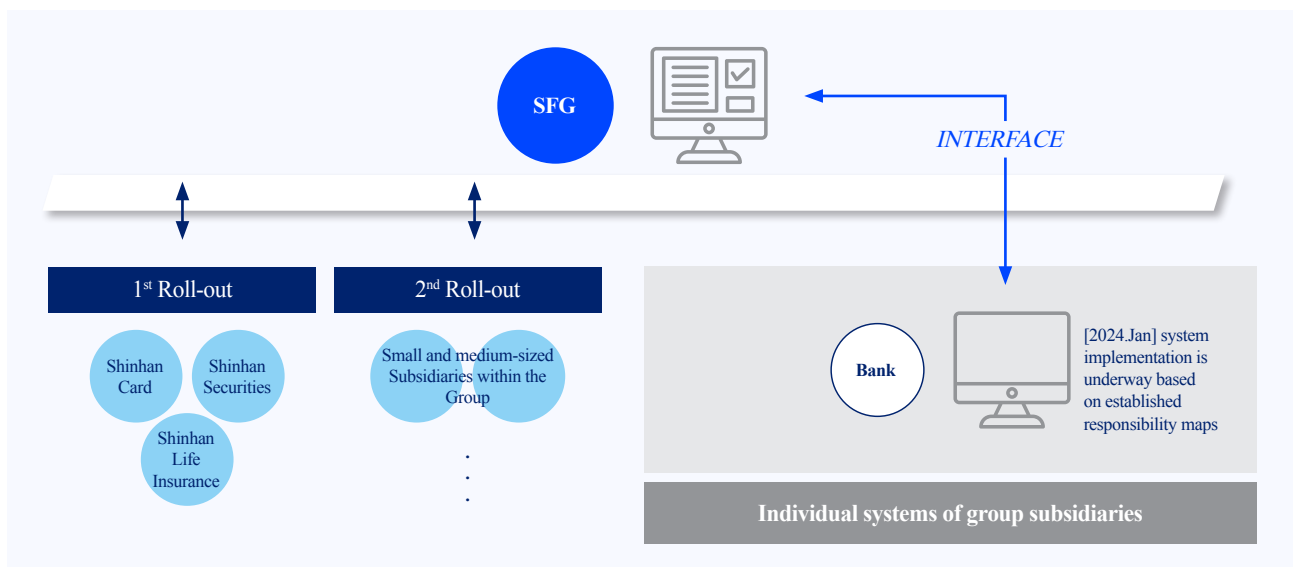 SFG
INTERFACE
1st Roll-out
Shinhan
Card
Shinhan
Securities
Shinhan
Life
Insurance
2nd Roll-out
Small and medium-sized
Subsidiaries within the
Group
.
.
.
Bank
[2024.Jan] system
implementation is
underway based
on established
responsibility maps
Individual systems of group subsidiaries